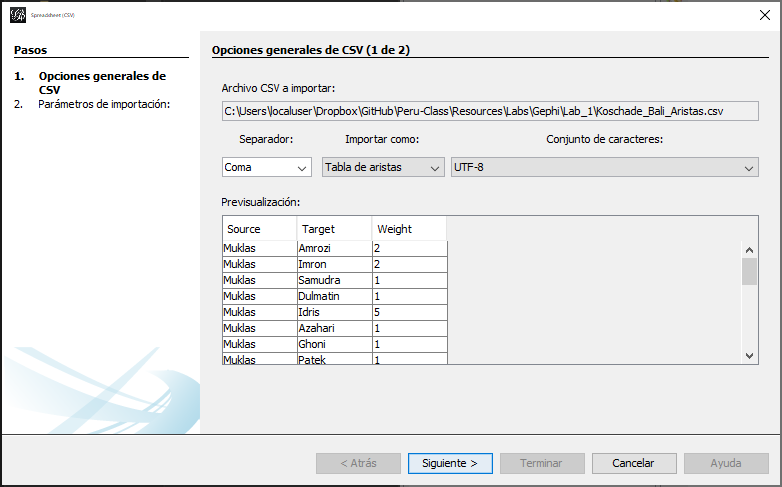 Spreadsheet (CSV)
Pasos
1. Opciones generales de
CSV
2. Parámetros de importación:
Opciones generales de CSV (1 de 2)
Archivo CSV a importar:
C:\Users\localuser\Dropbox\GitHub\Peru-Class\Resources\Labs\Gephi\Lab_1\Koschade_Bali_Aristas.csv
Separador: Importar como: Conjunto de caracteres:
Coma Tabla de aristas UTF-8
Previsualización:
Source Target Weight
Muklas Amrozi 2
Muklas Imron 2
Muklas Samudra 1
Muklas Dulmatin 1
Muklas Idris 5
Muklas Azahari 1
Muklas Ghoni 1
Muklas Patek 1
< Atrás Siguiente > Terminar Cancelar Ayuda